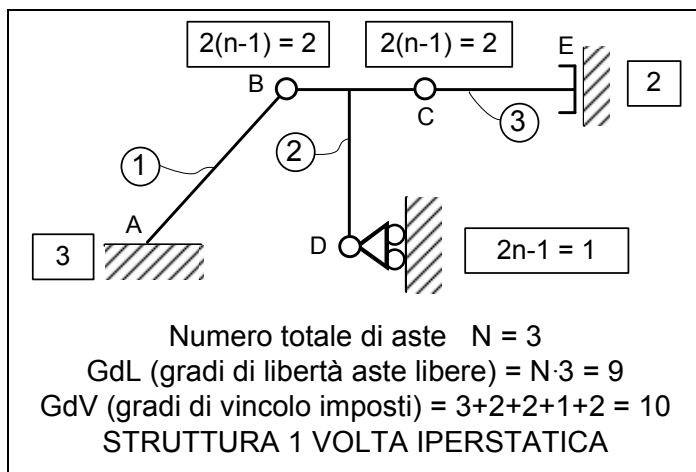 2(n-1) = 2
2(n-1) = 2
E
B
2
C
3
2
1
A
D
3
2n-1 = 1
Numero totale di aste N = 3
GdL (gradi di libertà aste libere) = N·3 = 9
GdV (gradi di vincolo imposti) = 3+2+2+1+2 = 10
STRUTTURA 1 VOLTA IPERSTATICA